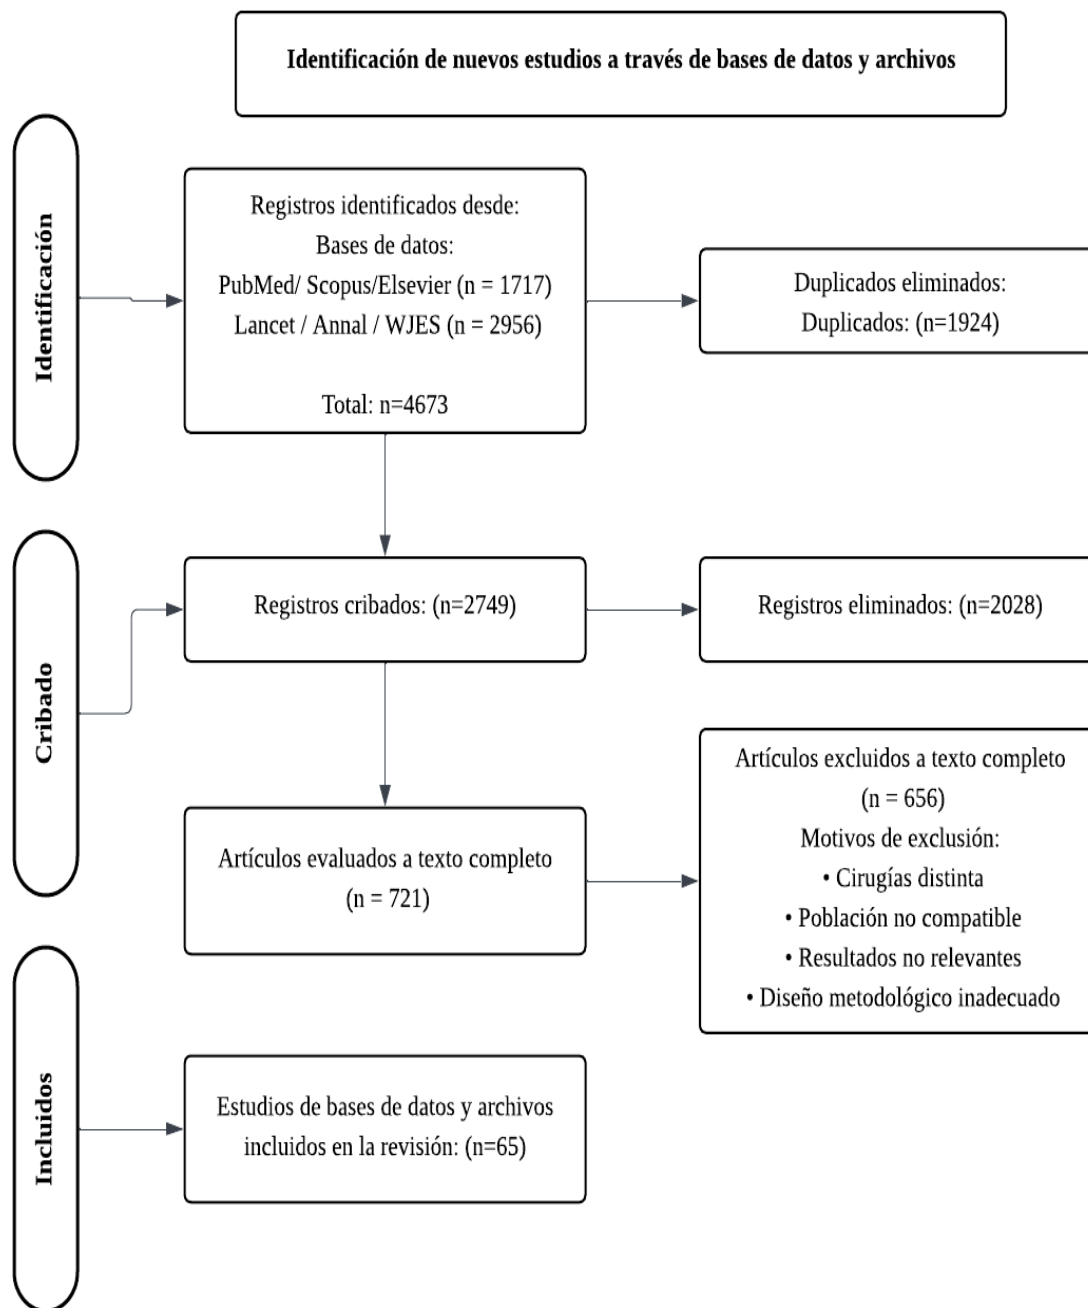 Identificación de nuevos estudios a través de bases de datos y archivos
Identificación
Registros identificados desde:
Bases de datos:
PubMed/ Scopus/Elsevier (n = 1717)
Lancet / Annal / WJES (n = 2956)
Total: n=4673
Duplicados eliminados:
Duplicados: (n=1924)
Cribado
Registros cribados: (n=2749)
Registros eliminados: (n=2028)
Artículos evaluados a texto completo
(n = 721)
Artículos excluidos a texto completo
(n = 656)
Motivos de exclusión:
• Cirugías distinta
• Población no compatible
• Resultados no relevantes
• Diseño metodológico inadecuado
Incluidos
Estudios de bases de datos y archivos
incluidos en la revisión: (n=65)